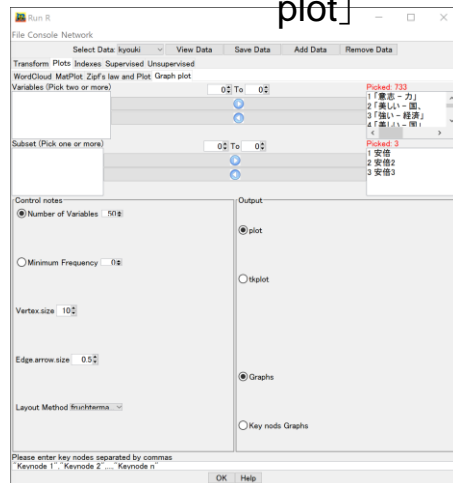 plot」
Run R
File Console Network
Select Data: kyouki View Data Save Data Add Data Remove Data
Transform Plots Indexes Supervised Unsupervised
WordCloud MatPlot Zipf's law and Plot Graph plot
Variables (Pick two or more) 0 To 0 Picked: 733
1「意志 – 力」
2「美しい – 国、
3「強い – 経済」
4「美しい – 国」
Subset (Pick one or more) 0 To 0 Picked: 3
1 安倍
2 安倍2
3 安倍3
Control notes Output
Number of Variables 50
plot
Minimum Frequency 0
tkplot
Vertex.size 10
Edge.arrow.size 0.5
Graphs
Layout Method fruchterma
Key nods Graphs
Please enter key nodes separated by commas
"Keynode 1","Keynode 2",...,"Keynode n"
OK Help